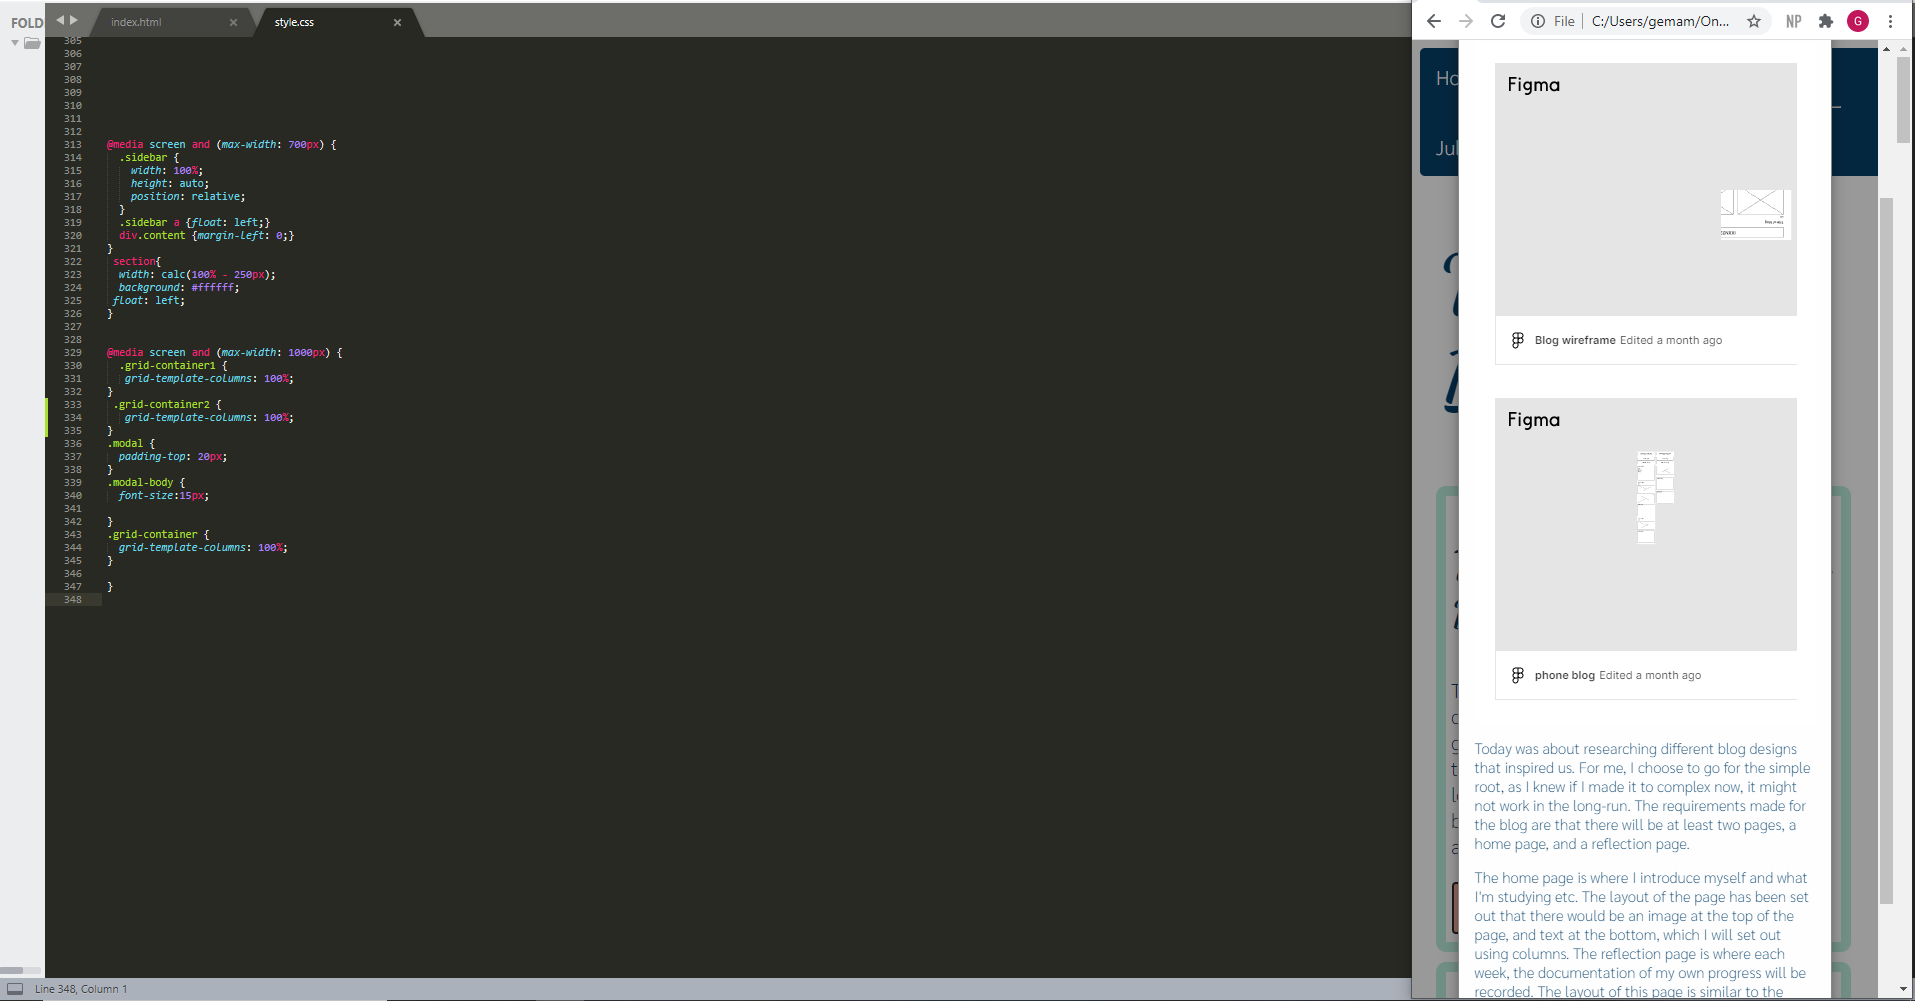 FOLD
index.html
style.css
305
306
307
308
309
310
311
312
313 @media screen and (max-width: 700px) {
314 .sidebar {
315 width: 100%;
316 height: auto;
317 position: relative;
318 }
319 .sidebar a {float: left;}
320 div.content {margin-left: 0;}
321 }
322 section{
323 width: calc(100% - 250px);
324 background: #ffffff;
325 float: left;
326 }
327
328
329 @media screen and (max-width: 1000px) {
330 .grid-container1 {
331 grid-template-columns: 100%;
332 }
333 .grid-container2 {
334 grid-template-columns: 100%;
335 }
336 .modal {
337 padding-top: 20px;
338 }
339 .modal-body {
340 font-size:15px;
341
342 }
343 .grid-container {
344 grid-template-columns: 100%;
345 }
346
347 }
348
Line 348, Column 1
File C:/Users/gemam/On...
NP
G
Ho
Jul
Figma
Blog wireframe Edited a month ago
Figma
phone blog Edited a month ago
Today was about researching different blog designs
that inspired us. For me, I choose to go for the simple
root, as I knew if I made it to complex now, it might
not work in the long-run. The requirements made for
the blog are that there will be at least two pages, a
home page, and a reflection page.
The home page is where I introduce myself and what
I'm studying etc. The layout of the page has been set
out that there would be an image at the top of the
page, and text at the bottom, which I will set out
using columns. The reflection page is where each
week, the documentation of my own progress will be
recorded. The layout of this page is similar to the